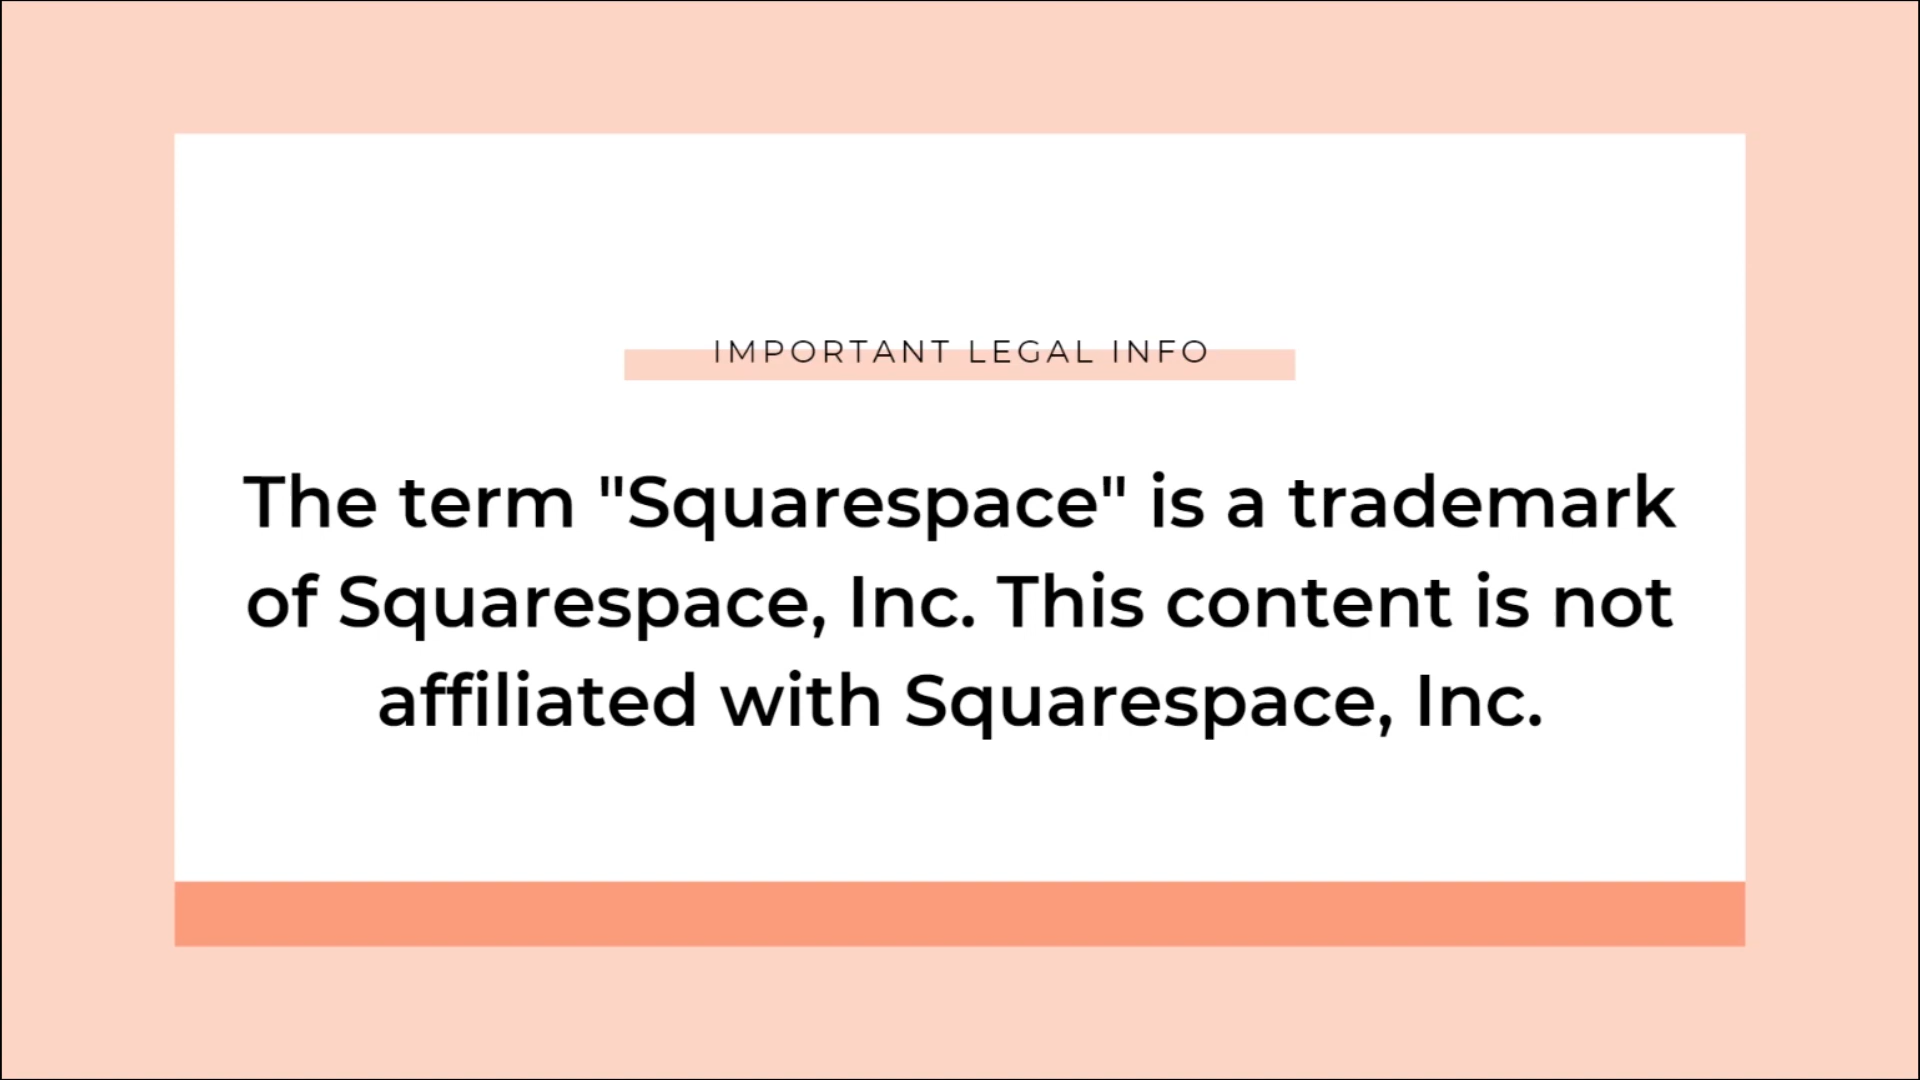 IMPORTANT LEGAL INFO
The term "Squarespace" is a trademark
of Squarespace, Inc. This content is not
affiliated with Squarespace, Inc.